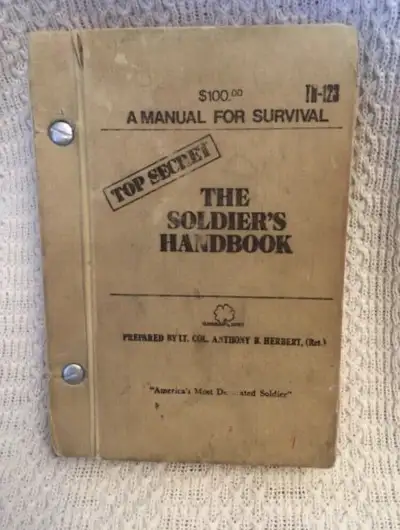 $100.00
TH-123
A MANUAL FOR SURVIVAL
TOP SECRET
THE
SOLDIER'S
HANDBOOK
PREPARED BY LT. COL. ANTHONY B. HERBERT, (Ret.)
"America's Most Soldier"